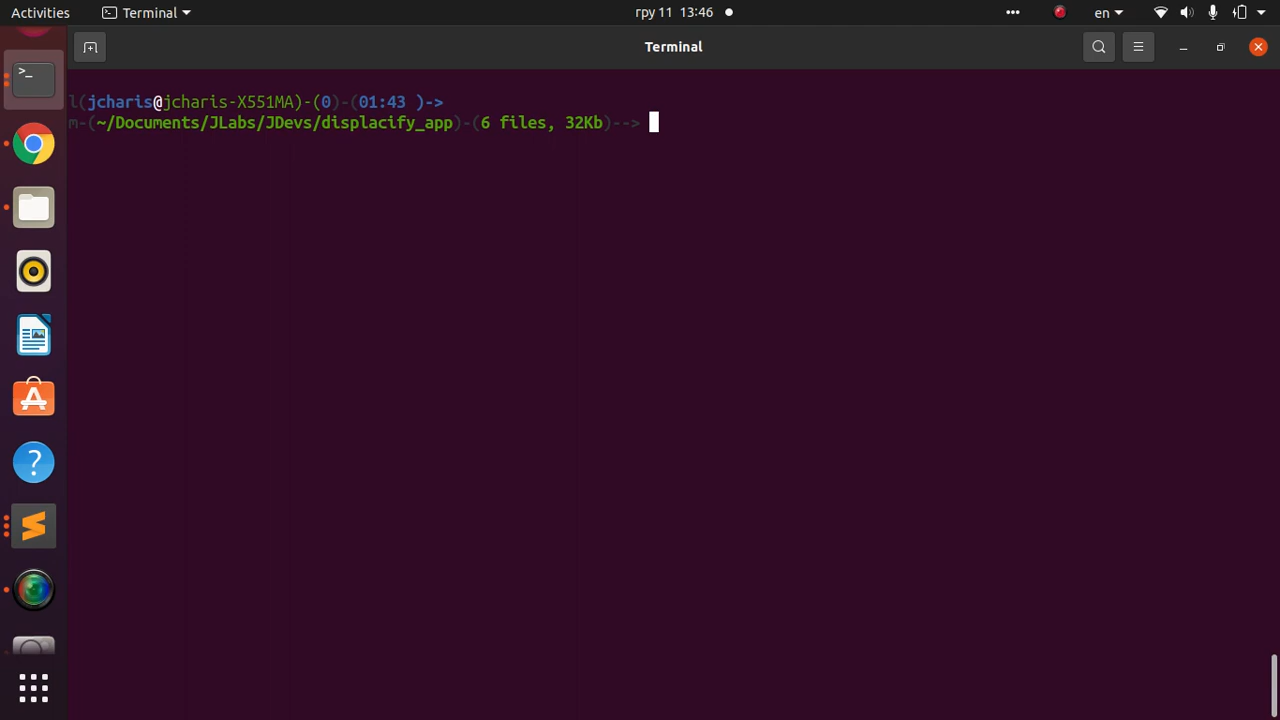 Activities
Terminal
гру 11 13:46
en
Terminal
l(jcharis@jcharis-X551MA)-(0)-(01:43 )->
m-(~/Documents/JLabs/JDevs/displacify_app)-(6 files, 32Kb)-->